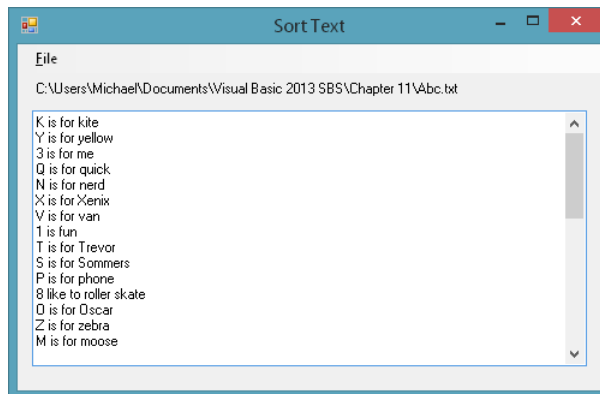 Sort Text
File
C:\Users\Michael\Documents\Visual Basic 2013 SBS\Chapter 11\Abc.txt
K is for kite
Y is for yellow
3 is for me
Q is for quick
N is for nerd
X is for Xenix
V is for van
1 is fun
T is for Trevor
S is for Sommers
P is for phone
8 like to roller skate
O is for Oscar
Z is for zebra
M is for moose